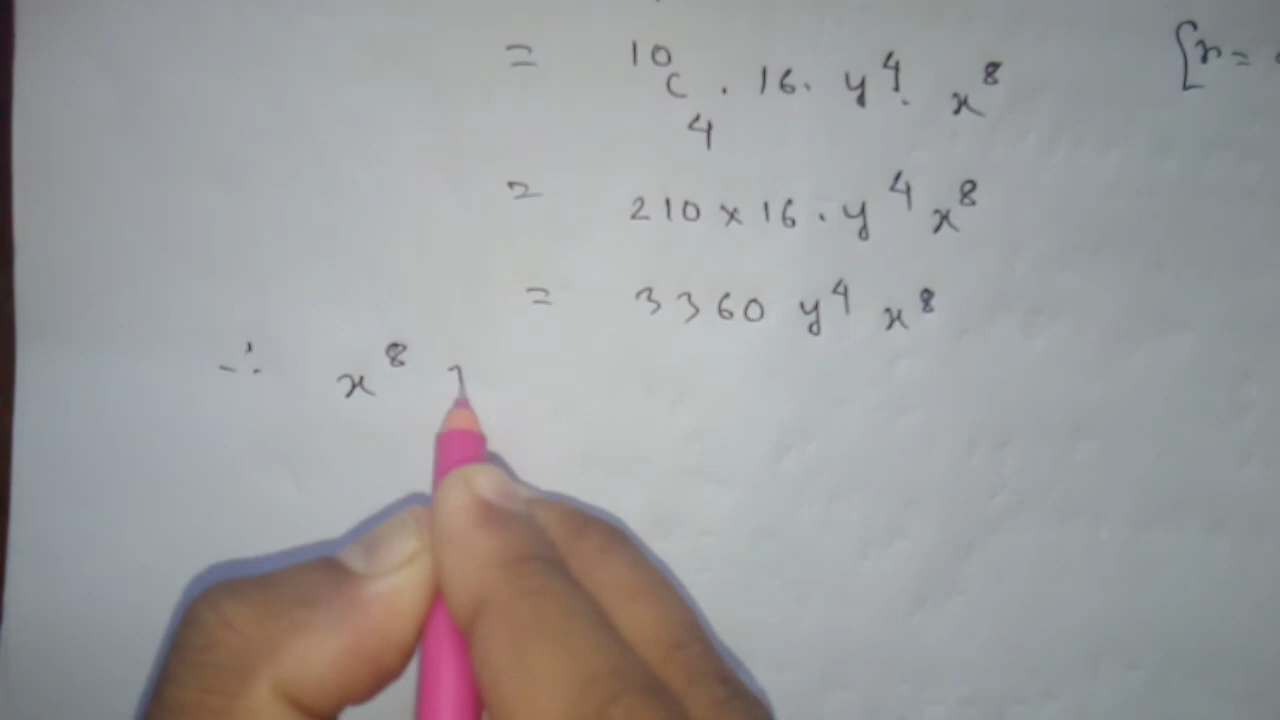 = ¹⁰C₄ . 16 . y⁴ . x⁸ [r =
= 210 × 16 . y⁴ x⁸
= 3360 y⁴ x⁸
∴ x⁸